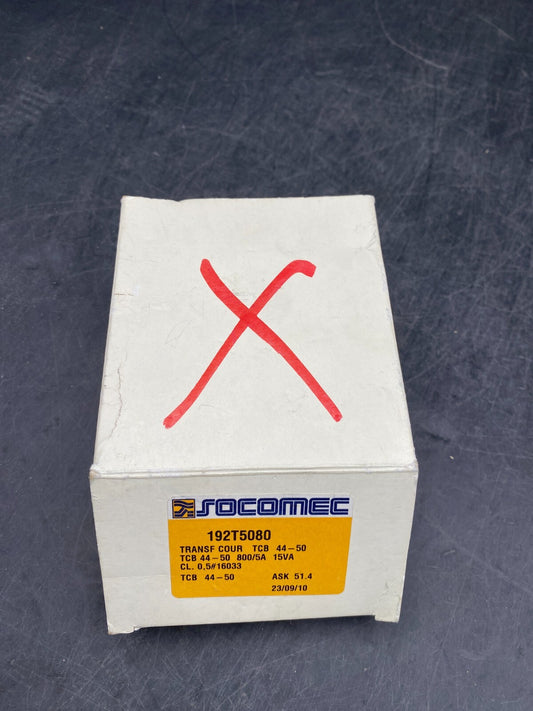 X
SOCOMEC
192T5080
TRANSF COUR TCB 44-50
TCB 44-50 800/5A 15VA
CL. 0,5#16033
TCB 44-50 ASK 51.4
23/09/10